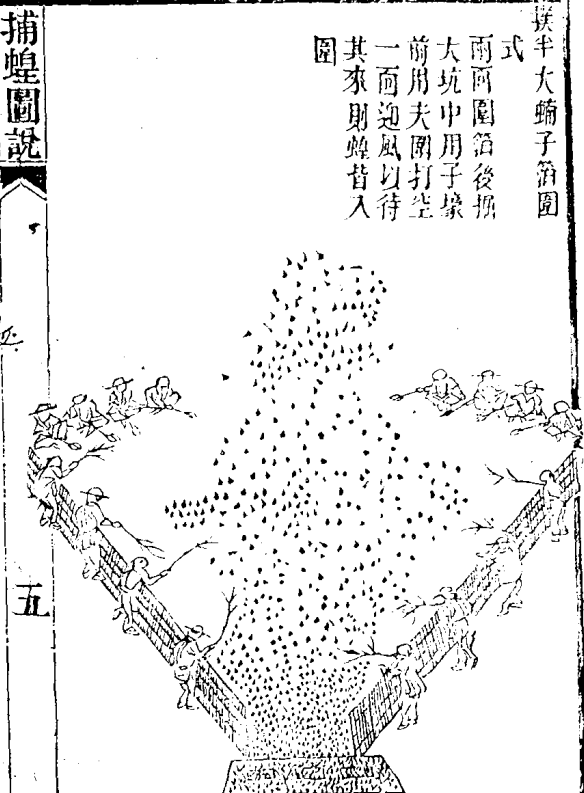 撲半大蝻子箔圍
式
兩面圍箔後掘
大坑中用子壕
前用夫圍打空
一面迎風以待
其來則蝗皆入
圍
捕蝗圖說
五